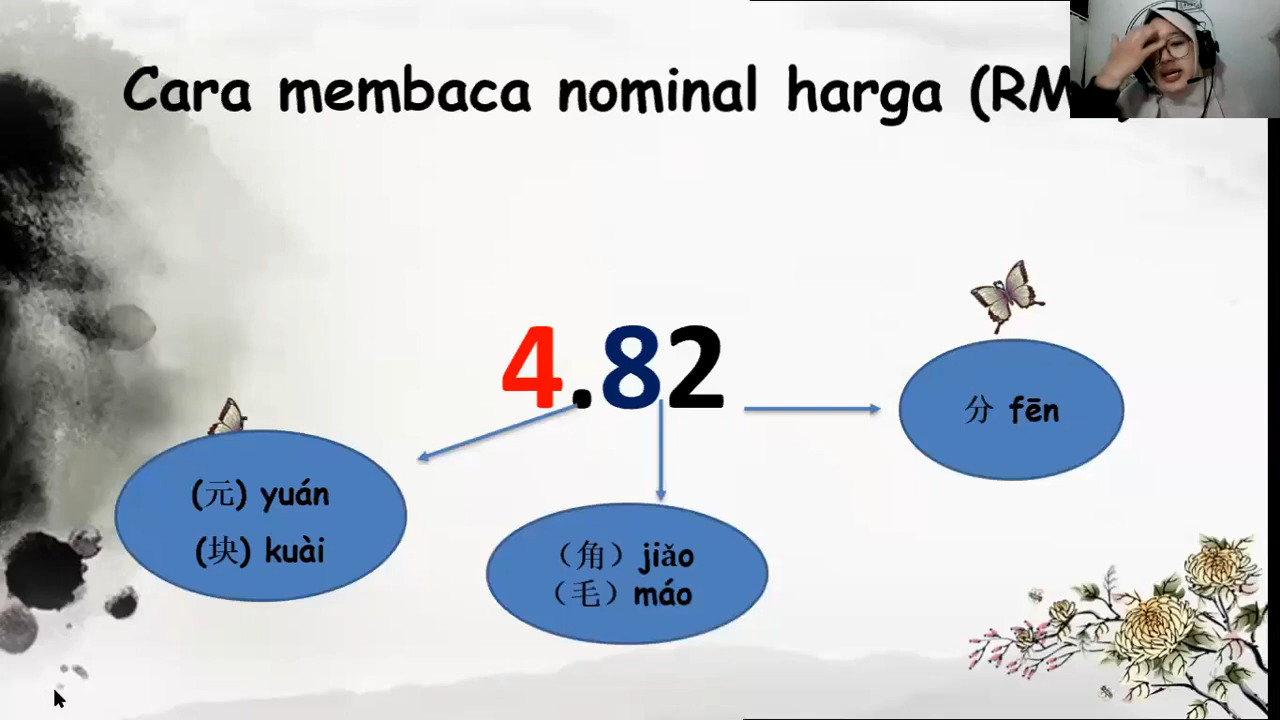 Cara membaca nominal harga (RM
4.82
分 fēn
(元) yuán
(块) kuài
（角）jiǎo
（毛）máo